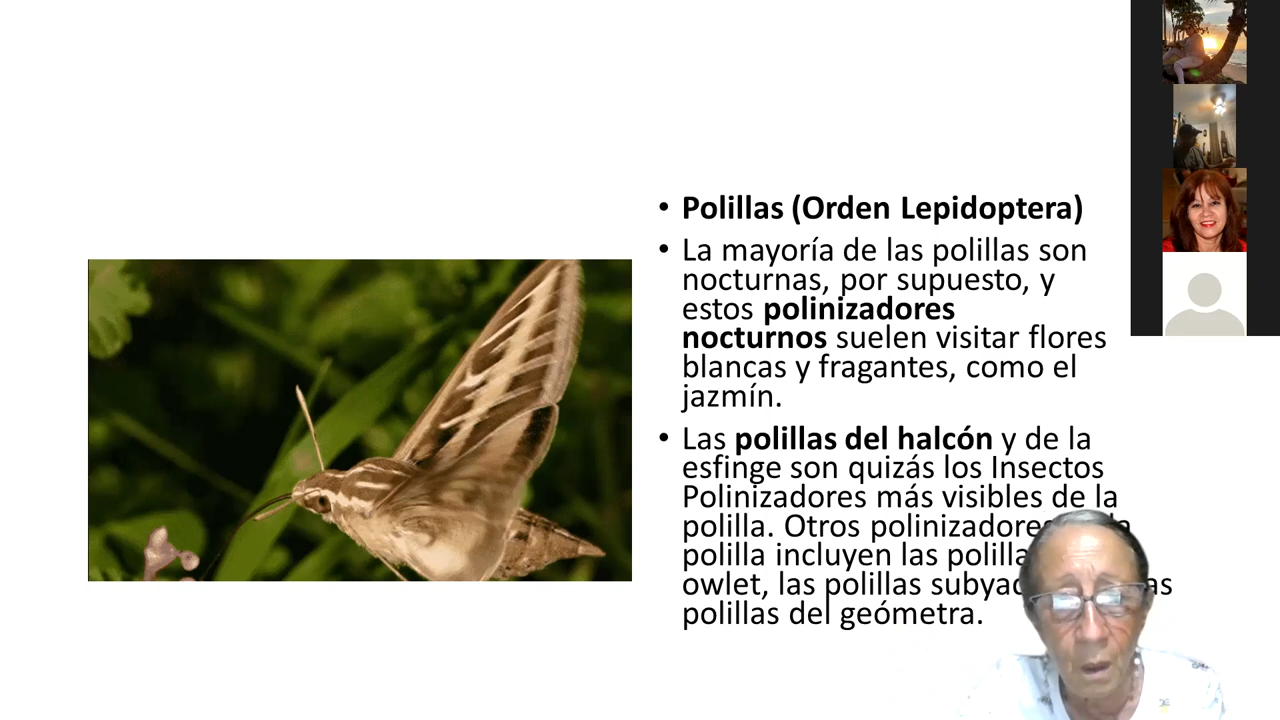 Polillas (Orden Lepidoptera)
La mayoría de las polillas son
nocturnas, por supuesto, y
estos polinizadores
nocturnos suelen visitar flores
blancas y fragantes, como el
jazmín.
Las polillas del halcón y de la
esfinge son quizás los Insectos
Polinizadores más visibles de la
polilla. Otros
polilla incluyen las
owlet, las polillas
polillas del geómetra.